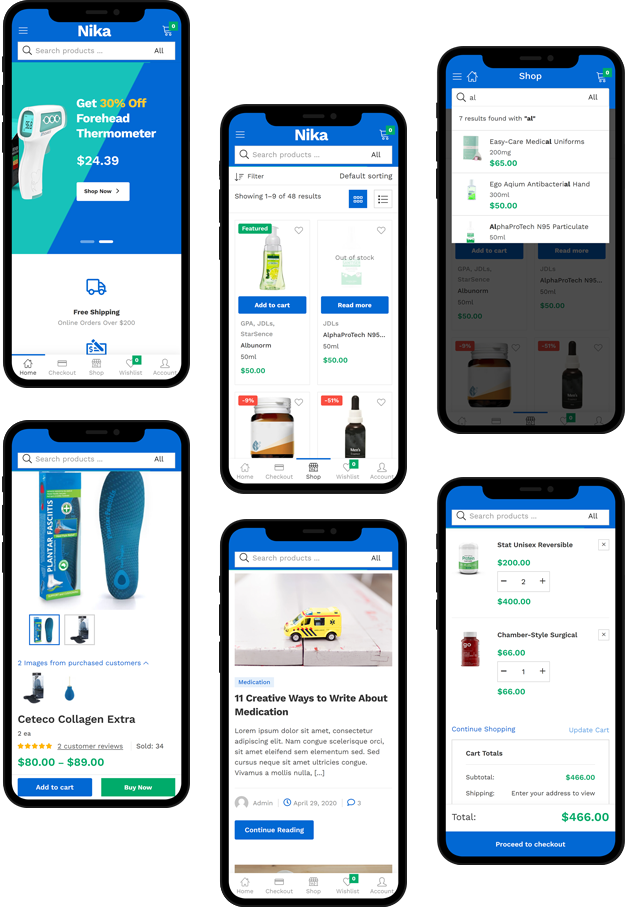 Nika
0
Search products ...
All
Get 30% Off
Forehead
Thermometer
$24.39
Shop Now
Free Shipping
Online Orders Over $200
0
Home
Checkout
Shop
Wishlist
Account
Nika
0
Search products ...
All
Filter
Default sorting
Showing 1–9 of 48 results
Featured
Out of stock
Add to cart
Read more
GPA, JDLs,
StarSence
Albunorm
50ml
$50.00
JDLs
AlphaProTech N95...
50ml
$50.00
-9%
-51%
0
Home
Checkout
Shop
Wishlist
Account
Shop
0
al
All
7 results found with "al"
Easy-Care Medical Uniforms
200mg
$65.00
Ego Aqium Antibacterial Hand
300ml
$50.00
AlphaProTech N95 Particulate
50ml
Add to cart
Read more
GPA, JDLs,
StarSence
Albunorm
50ml
$50.00
JDLs
AlphaProTech N95...
50ml
$50.00
-9%
-51%
0
Home
Checkout
Shop
Wishlist
Account
Search products ...
All
PLANTAR FASCIITIS
2 Images from purchased customers
Ceteco Collagen Extra
2 ea
2 customer reviews
Sold: 34
$80.00 – $89.00
Add to cart
Buy Now
Search products ...
All
Medication
11 Creative Ways to Write About
Medication
Lorem ipsum dolor sit amet, consectetur
adipiscing elit. Nam congue scelerisque orci,
sit amet eleifend sem elementum sed. Sed
cursus neque sit amet ultricies congue.
Vivamus a mollis nulla, [...]
Admin
April 29, 2020
3
Continue Reading
0
Home
Checkout
Shop
Wishlist
Account
Search products ...
All
Stat Unisex Reversible
$200.00
− 2 +
$400.00
go
Chamber-Style Surgical
$66.00
− 1 +
$66.00
Continue Shopping
Update Cart
Cart Totals
Subtotal:
$466.00
Shipping:
Enter your address to view
Total:
$466.00
Proceed to checkout